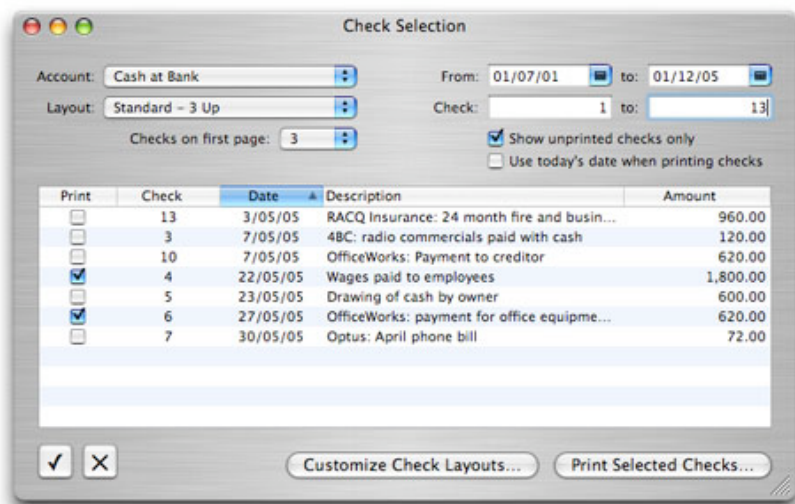 Check Selection
Account: Cash at Bank From: 01/07/01 to: 01/12/05
Layout: Standard – 3 Up Check: 1 to: 13
Checks on first page: 3 Show unprinted checks only
Use today's date when printing checks
Print Check Date Description Amount
13 3/05/05 RACQ Insurance: 24 month fire and busin... 960.00
3 7/05/05 4BC: radio commercials paid with cash 120.00
10 7/05/05 OfficeWorks: Payment to creditor 620.00
4 22/05/05 Wages paid to employees 1,800.00
5 23/05/05 Drawing of cash by owner 600.00
6 27/05/05 OfficeWorks: payment for office equipme... 620.00
7 30/05/05 Optus: April phone bill 72.00
Customize Check Layouts... Print Selected Checks...